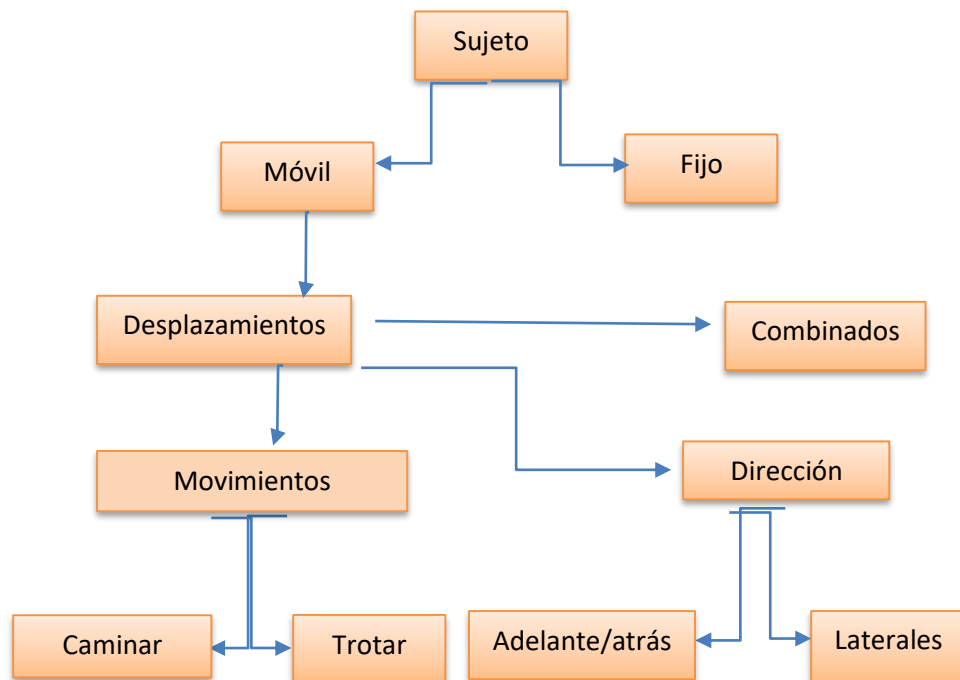 Sujeto
Móvil
Fijo
Desplazamientos
Combinados
Movimientos
Dirección
Caminar
Trotar
Adelante/atrás
Laterales